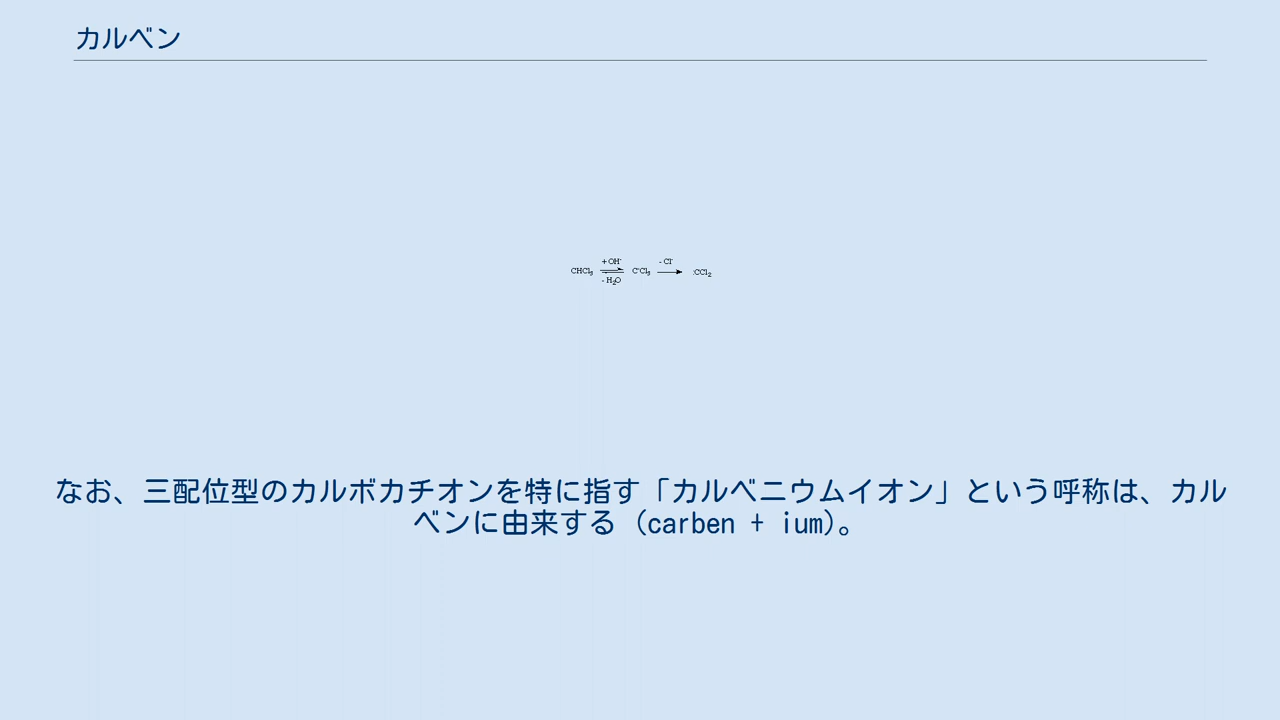 カルベン
+ OH-
- Cl-
CHCl3 C-Cl3 :CCl2
- H2O
なお、三配位型のカルボカチオンを特に指す「カルベニウムイオン」という呼称は、カル
ベンに由来する (carben + ium)。